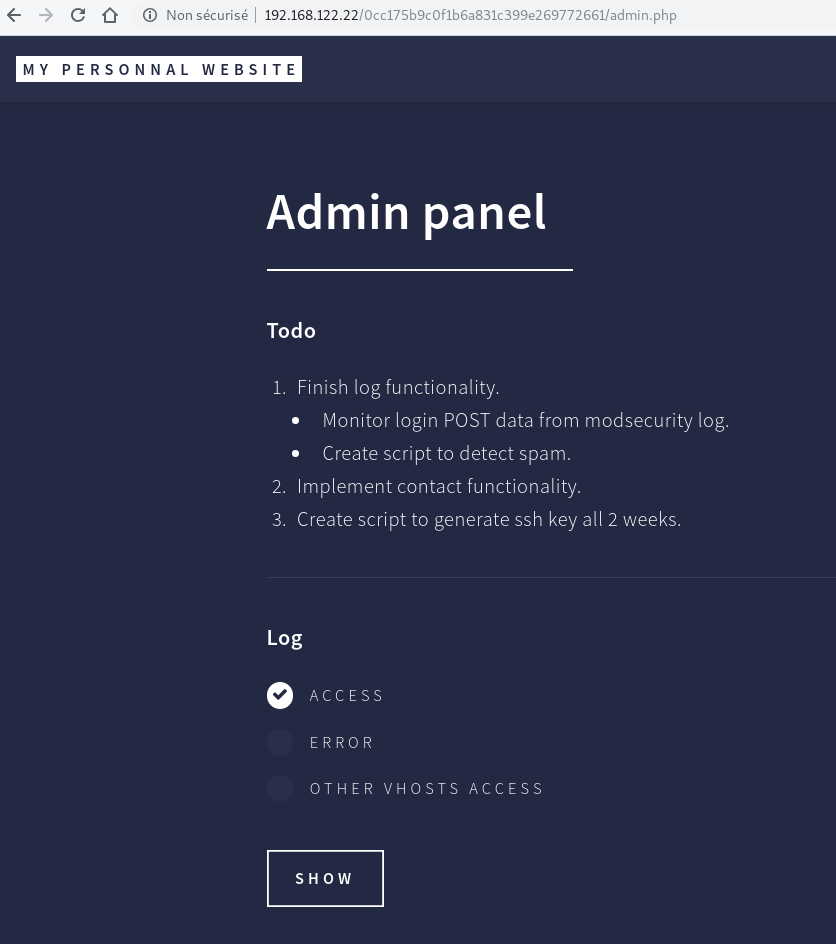 Non sécurisé 192.168.122.22/0cc175b9c0f1b6a831c399e269772661/admin.php
MY PERSONNAL WEBSITE
Admin panel
Todo
1. Finish log functionality.
• Monitor login POST data from modsecurity log.
• Create script to detect spam.
2. Implement contact functionality.
3. Create script to generate ssh key all 2 weeks.
Log
ACCESS
ERROR
OTHER VHOSTS ACCESS
SHOW